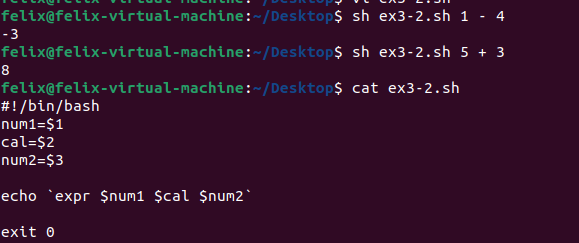 felix@felix-virtual-machine:~/Desktop$ vi ex3-2.sh
felix@felix-virtual-machine:~/Desktop$ sh ex3-2.sh 1 - 4
-3
felix@felix-virtual-machine:~/Desktop$ sh ex3-2.sh 5 + 3
8
felix@felix-virtual-machine:~/Desktop$ cat ex3-2.sh
#!/bin/bash
num1=$1
cal=$2
num2=$3
echo `expr $num1 $cal $num2`
exit 0